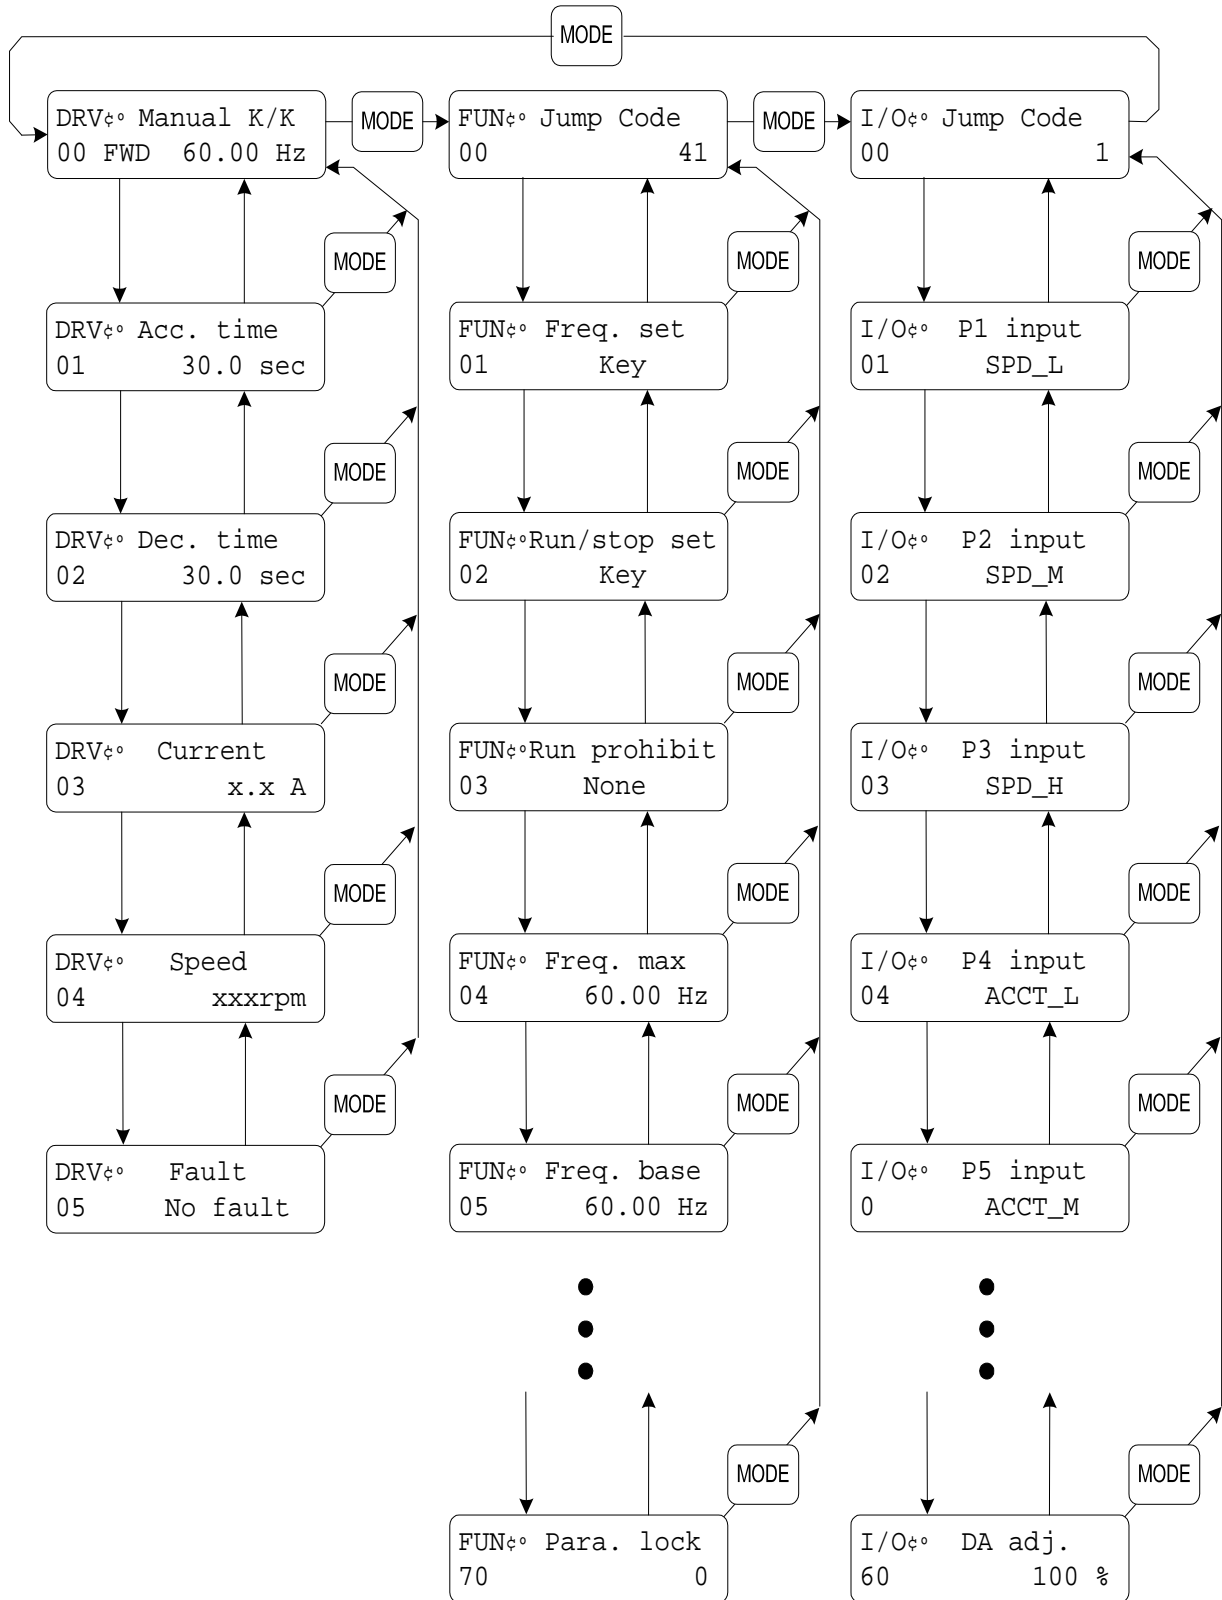 MODE
DRV¢º Manual K/K
00 FWD 60.00 Hz
MODE
FUN¢º Jump Code
00 41
MODE
I/O¢º Jump Code
00 1
MODE
MODE
MODE
DRV¢º Acc. time
01 30.0 sec
FUN¢º Freq. set
01 Key
I/O¢º P1 input
01 SPD_L
MODE
MODE
MODE
DRV¢º Dec. time
02 30.0 sec
FUN¢ºRun/stop set
02 Key
I/O¢º P2 input
02 SPD_M
MODE
MODE
MODE
DRV¢º Current
03 x.x A
FUN¢ºRun prohibit
03 None
I/O¢º P3 input
03 SPD_H
MODE
MODE
MODE
DRV¢º Speed
04 xxxrpm
FUN¢º Freq. max
04 60.00 Hz
I/O¢º P4 input
04 ACCT_L
MODE
MODE
MODE
DRV¢º Fault
05 No fault
FUN¢º Freq. base
05 60.00 Hz
I/O¢º P5 input
0 ACCT_M
MODE
MODE
FUN¢º Para. lock
70 0
I/O¢º DA adj.
60 100 %